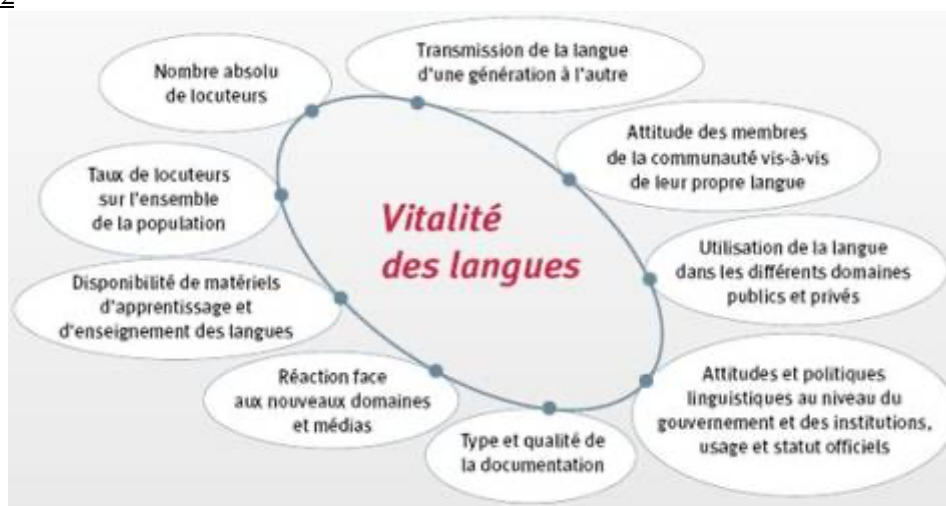 2
Nombre absolu
de locuteurs
Transmission de la langue
d'une génération à l'autre
Attitude des membres
de la communauté vis-à-vis
de leur propre langue
Taux de locuteurs
sur l'ensemble
de la population
Vitalité
des langues
Utilisation de la langue
dans les différents domaines
publics et privés
Disponibilité de matériels
d'apprentissage et
d'enseignement des langues
Réaction face
aux nouveaux domaines
et médias
Attitudes et politiques
linguistiques au niveau du
gouvernement et des institutions,
usage et statut officiels
Type et qualité de
la documentation